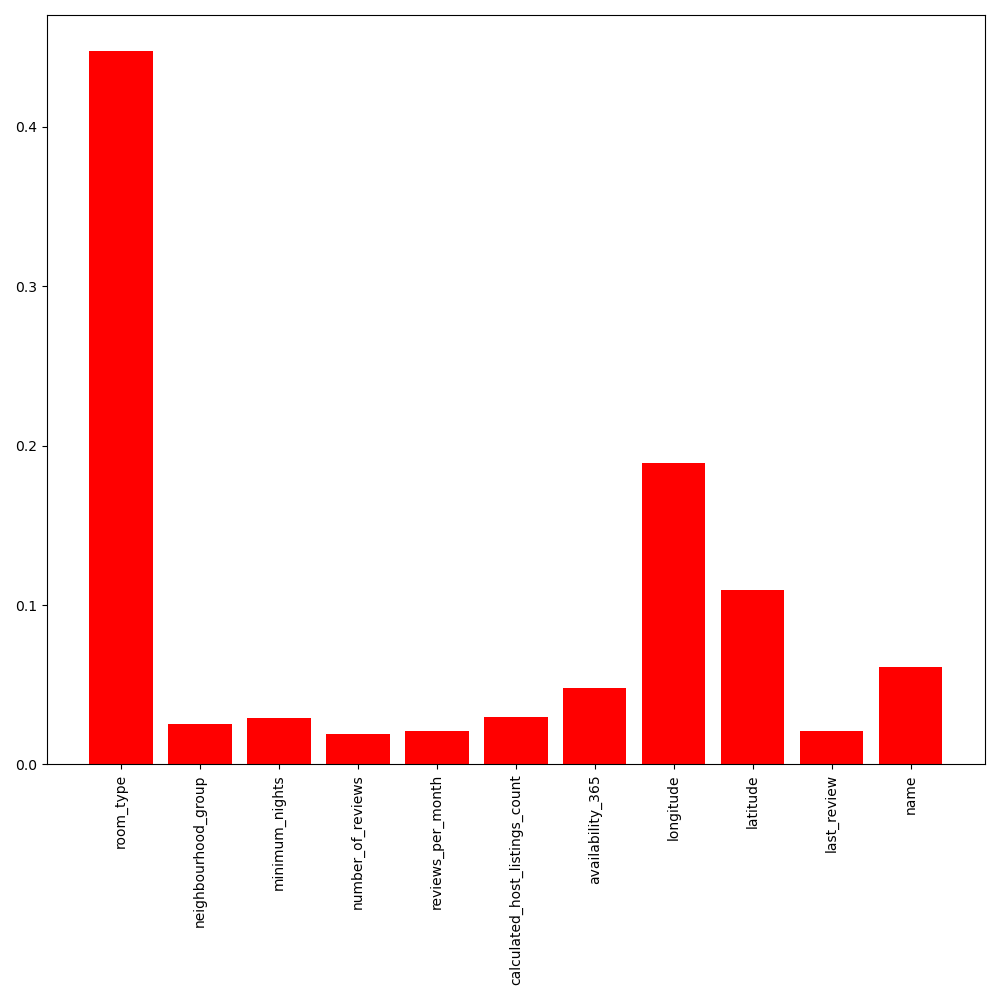 0.4
0.3
0.2
0.1
0.0
room_type
neighbourhood_group
minimum_nights
number_of_reviews
reviews_per_month
calculated_host_listings_count
availability_365
longitude
latitude
last_review
name